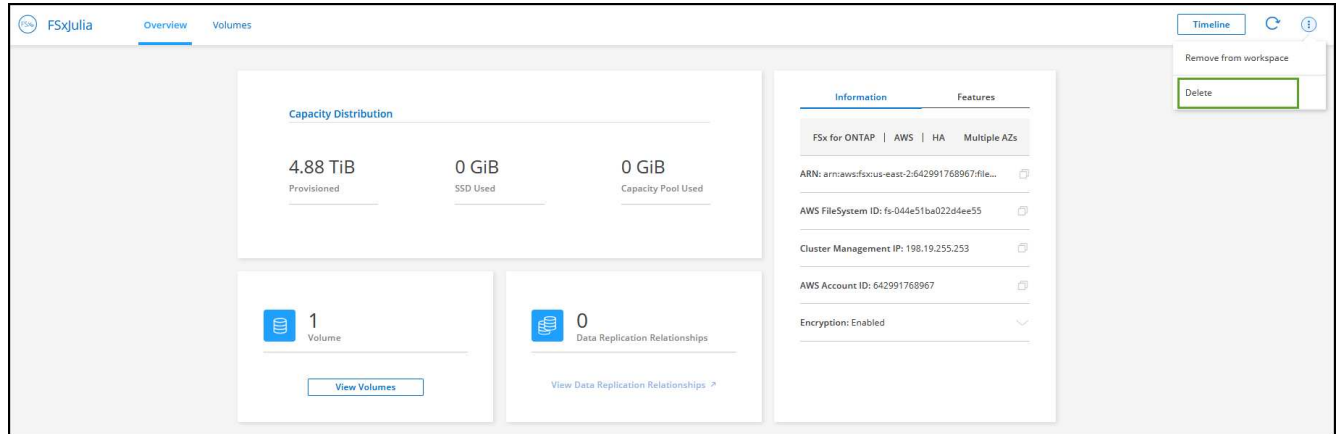 FSxJulia
Overview
Volumes
Timeline
Remove from workspace
Delete
Capacity Distribution
4.88 TiB
Provisioned
0 GiB
SSD Used
0 GiB
Capacity Pool Used
Information
Features
FSx for ONTAP | AWS | HA Multiple AZs
ARN: arn:aws:fsx:us-east-2:642991768967:file...
AWS FileSystem ID: fs-044e51ba022d4ee55
Cluster Management IP: 198.19.255.253
AWS Account ID: 642991768967
Encryption: Enabled
1
Volume
View Volumes
0
Data Replication Relationships
View Data Replication Relationships